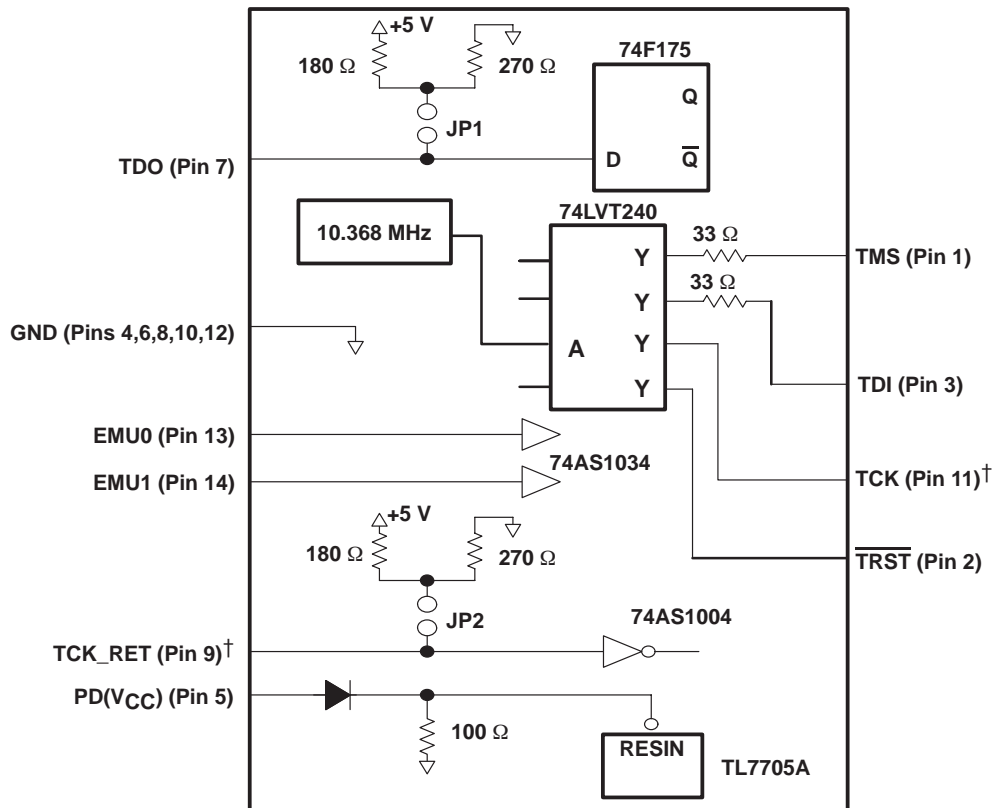 +5 V
180 Ω
270 Ω
JP1
74F175
Q
D
Q̅
TDO (Pin 7)
74LVT240
10.368 MHz
33 Ω
Y
TMS (Pin 1)
33 Ω
Y
GND (Pins 4,6,8,10,12)
A
Y
Y
TDI (Pin 3)
EMU0 (Pin 13)
74AS1034
EMU1 (Pin 14)
TCK (Pin 11)†
+5 V
180 Ω
270 Ω
T̅R̅S̅T̅ (Pin 2)
JP2
74AS1004
TCK_RET (Pin 9)†
PD(VCC) (Pin 5)
100 Ω
RESIN
TL7705A